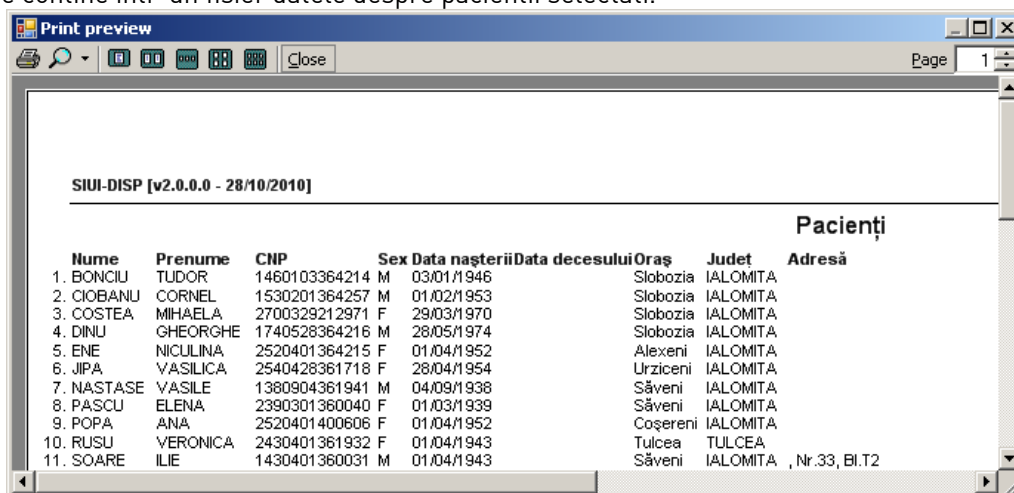 e conține într-un fișier datele despre pacienții selectați.
Print preview
Close Page 1
SIUI-DISP [v2.0.0.0 - 28/10/2010]
Pacienți
Nume Prenume CNP Sex Data nașterii Data decesului Oraș Județ Adresă
1. BONCIU TUDOR 1460103364214 M 03/01/1946 Slobozia IALOMITA
2. CIOBANU CORNEL 1530201364257 M 01/02/1953 Slobozia IALOMITA
3. COSTEA MIHAELA 2700329212971 F 29/03/1970 Slobozia IALOMITA
4. DINU GHEORGHE 1740528364216 M 28/05/1974 Slobozia IALOMITA
5. ENE NICULINA 2520401364215 F 01/04/1952 Alexeni IALOMITA
6. JIPA VASILICA 2540428361718 F 28/04/1954 Urziceni IALOMITA
7. NASTASE VASILE 1380904361941 M 04/09/1938 Săveni IALOMITA
8. PASCU ELENA 2390301360040 F 01/03/1939 Săveni IALOMITA
9. POPA ANA 2520401400606 F 01/04/1952 Coșereni IALOMITA
10. RUSU VERONICA 2430401361932 F 01/04/1943 Tulcea TULCEA
11. SOARE ILIE 1430401360031 M 01/04/1943 Săveni IALOMITA , Nr.33, Bl.T2